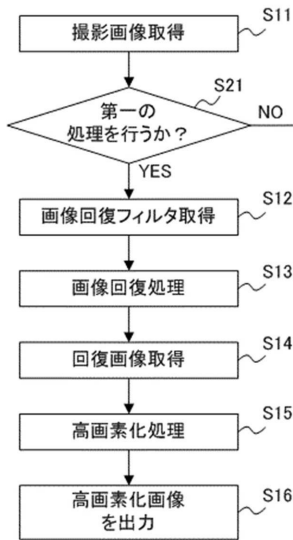 S11
撮影画像取得
S21
第一の
処理を行うか？
NO
YES
S12
画像回復フィルタ取得
S13
画像回復処理
S14
回復画像取得
S15
高画素化処理
S16
高画素化画像
を出力